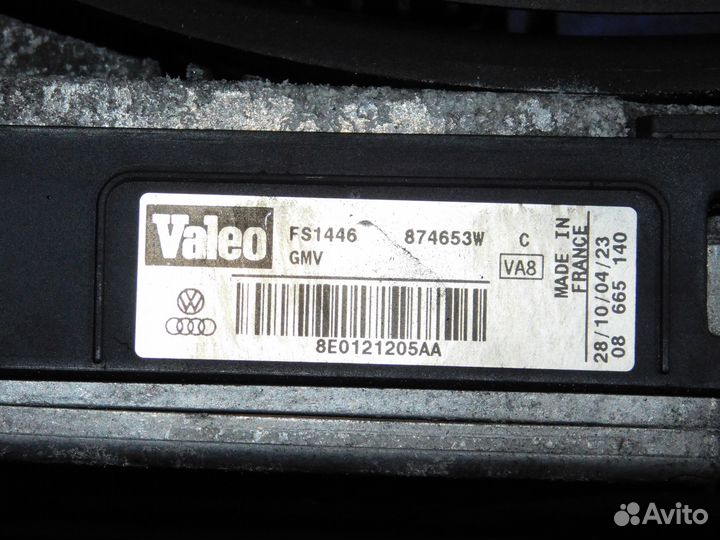 Valeo
FS1446 874653W C
GMV VA8
8E0121205AA
MADE IN
FRANCE
28/10/04/23
08 665 140
Avito